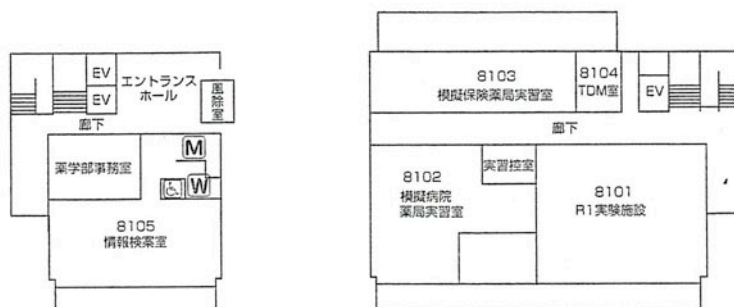 EV
EV
エントランス
ホール
風除室
廊下
薬学部事務室
M
W
8105
情報検案室
8103
模擬保険薬局実習室
8104
TDM室
EV
廊下
実習控室
8102
模擬病院
薬局実習室
8101
R1実験施設